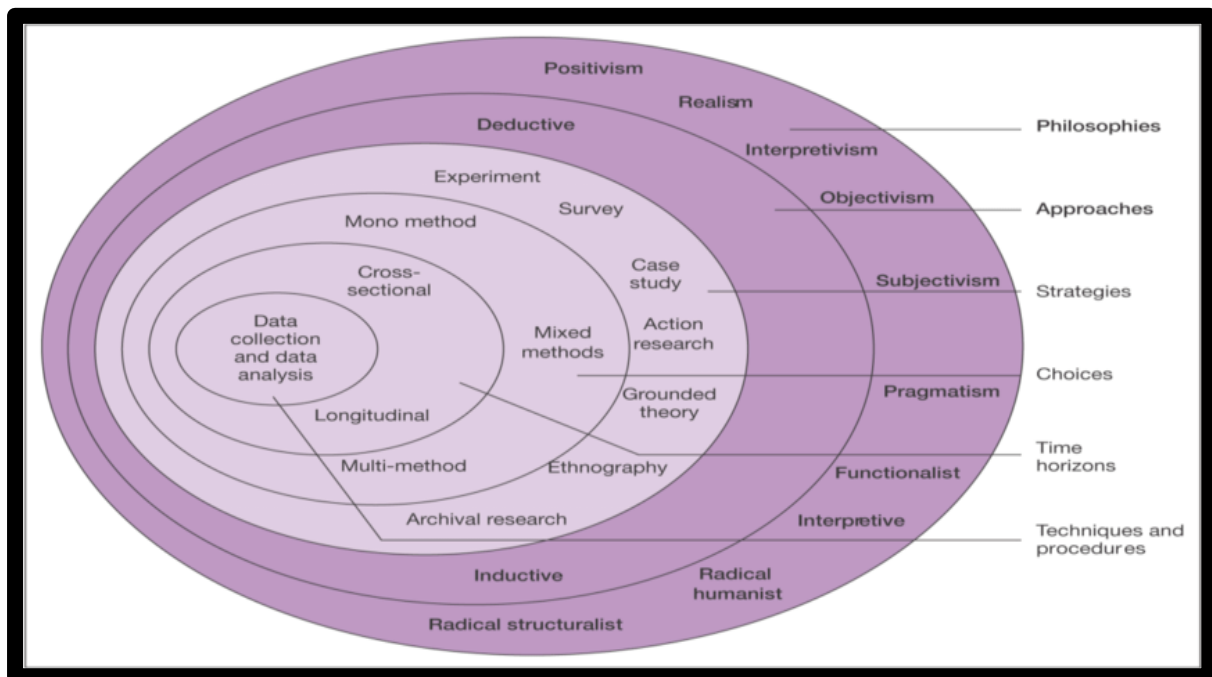 Positivism
Realism
Philosophies
Deductive
Interpretivism
Experiment
Objectivism
Approaches
Survey
Mono method
Case
study
Cross-
sectional
Subjectivism
Strategies
Data
collection
and data
analysis
Mixed
methods
Action
research
Choices
Pragmatism
Grounded
theory
Longitudinal
Time
horizons
Multi-method
Ethnography
Functionalist
Archival research
Interpretive
Techniques and
procedures
Inductive
Radical
humanist
Radical structuralist